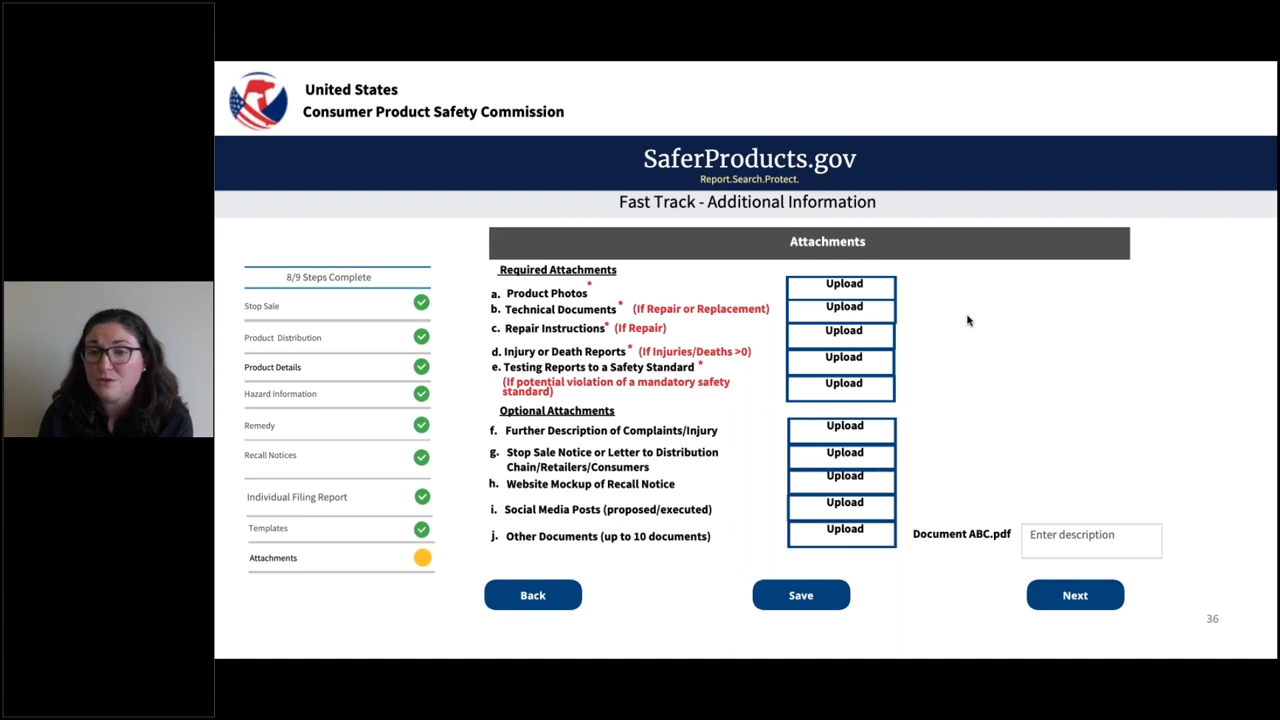 United States
Consumer Product Safety Commission
SaferProducts.gov
Report.Search.Protect.
Fast Track - Additional Information
Attachments
8/9 Steps Complete
Stop Sale
Product Distribution
Product Details
Hazard Information
Remedy
Recall Notices
Individual Filing Report
Templates
Attachments
Required Attachments
a. Product Photos * Upload
b. Technical Documents * (If Repair or Replacement) Upload
c. Repair Instructions * (If Repair) Upload
d. Injury or Death Reports * (If Injuries/Deaths >0) Upload
e. Testing Reports to a Safety Standard * Upload
(If potential violation of a mandatory safety
standard)
Optional Attachments
f. Further Description of Complaints/Injury Upload
g. Stop Sale Notice or Letter to Distribution Upload
Chain/Retailers/Consumers
h. Website Mockup of Recall Notice Upload
i. Social Media Posts (proposed/executed) Upload
j. Other Documents (up to 10 documents) Upload Document ABC.pdf Enter description
Back Save Next
36